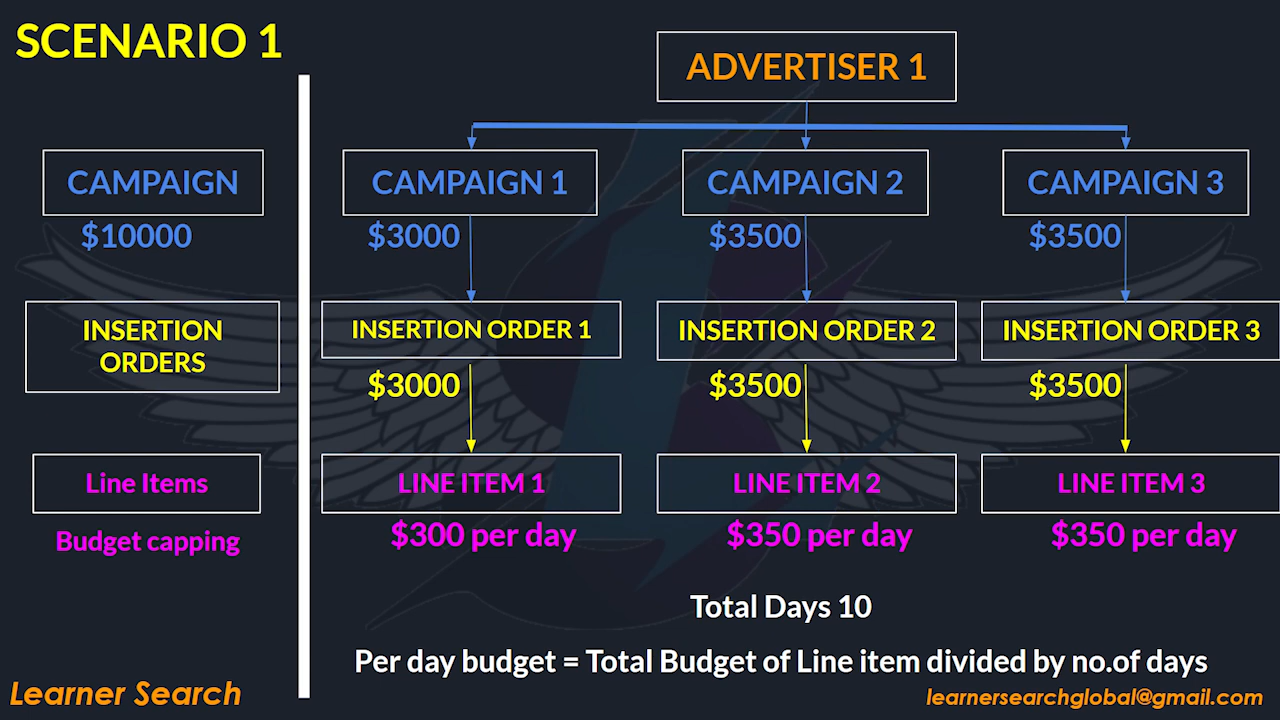 SCENARIO 1
ADVERTISER 1
CAMPAIGN
CAMPAIGN 1
CAMPAIGN 2
CAMPAIGN 3
$10000
$3000
$3500
$3500
INSERTION
ORDERS
INSERTION ORDER 1
INSERTION ORDER 2
INSERTION ORDER 3
$3000
$3500
$3500
Line Items
LINE ITEM 1
LINE ITEM 2
LINE ITEM 3
Budget capping
$300 per day
$350 per day
$350 per day
Total Days 10
Per day budget = Total Budget of Line item divided by no.of days
Learner Search
learnersearchglobal@gmail.com